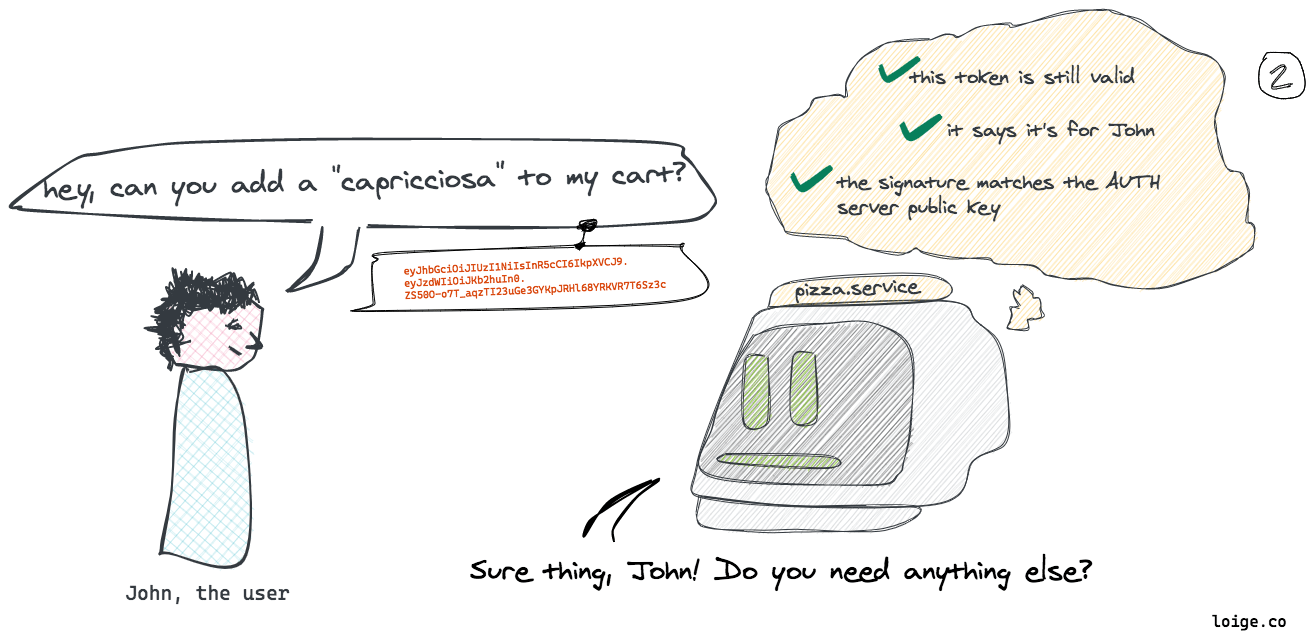 2
this token is still valid
it says it's for John
the signature matches the AUTH
server public key
hey, can you add a "capricciosa" to my cart?
eyJhbGciOiJIUzI1NiIsInR5cCI6IkpXVCJ9.
eyJzdWIiOiJKb2huIn0.
ZS58O-o7T_aqzTI23uGe3GYKpJRHl68YRKVR7T6Sz3c
pizza.service
Sure thing, John! Do you need anything else?
John, the user
loige.co